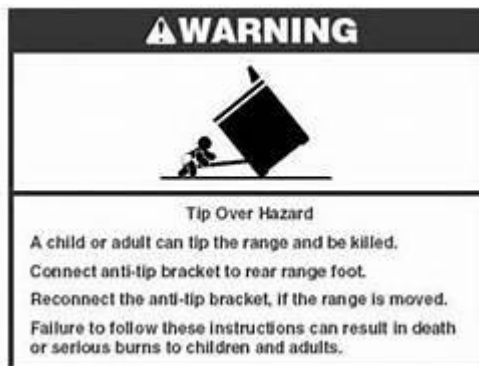 WARNING
Tip Over Hazard
A child or adult can tip the range and be killed.
Connect anti-tip bracket to rear range foot.
Reconnect the anti-tip bracket, if the range is moved.
Failure to follow these instructions can result in death
or serious burns to children and adults.